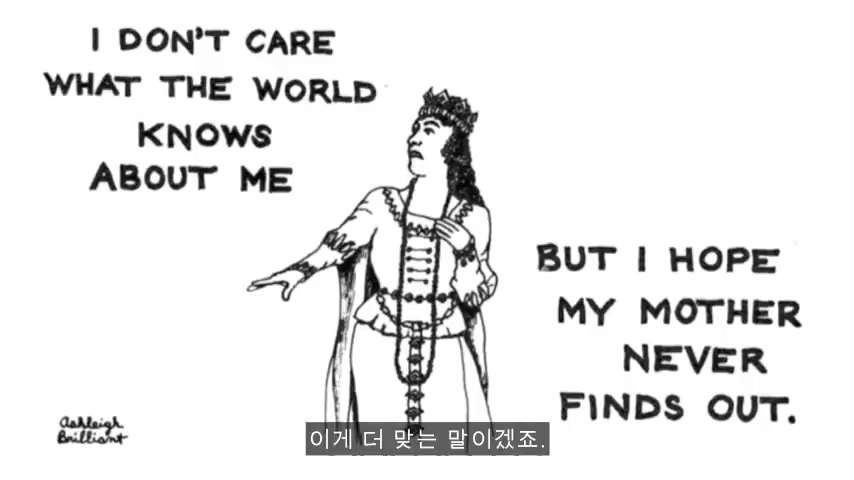 I DON'T CARE
WHAT THE WORLD
KNOWS
ABOUT ME
BUT I HOPE
MY MOTHER
NEVER
FINDS OUT.
Ashleigh
Brilliant
이게 더 맞는 말이겠죠.